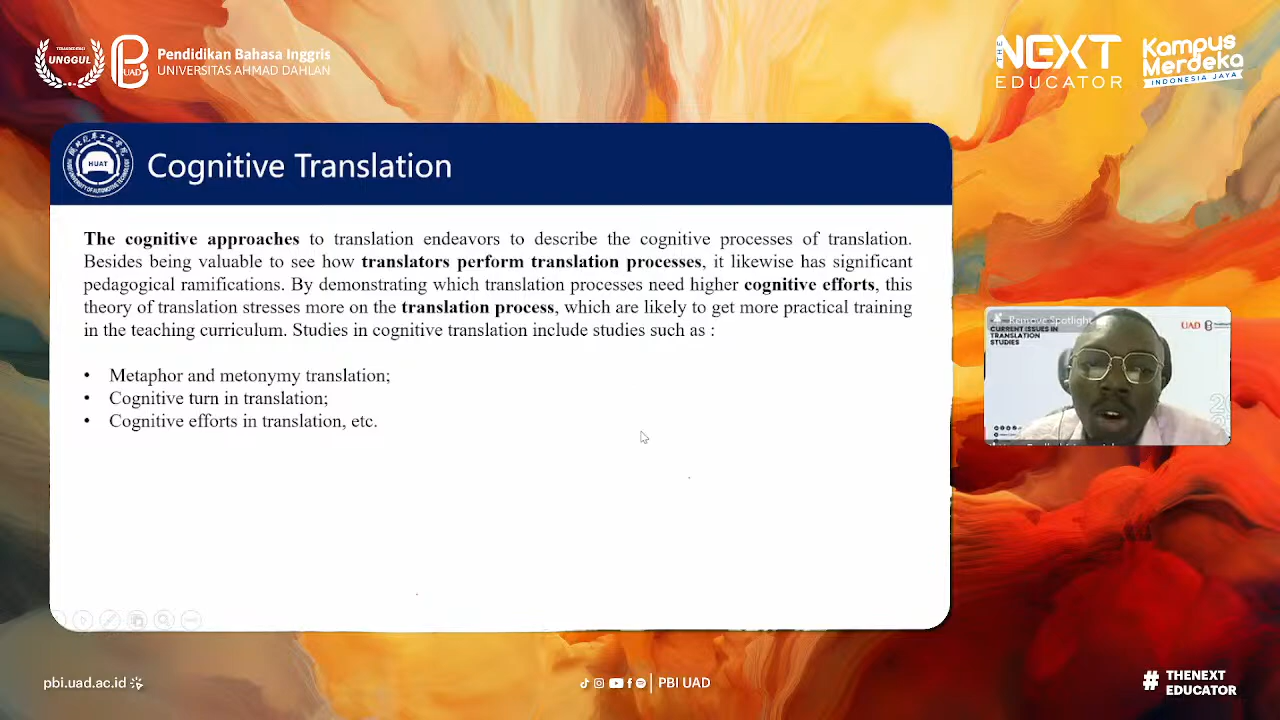 TERAKREDITASI
UNGGUL
UAD
Pendidikan Bahasa Inggris
UNIVERSITAS AHMAD DAHLAN
THE NEXT
EDUCATOR
Kampus
Merdeka
INDONESIA JAYA
HUAT
Cognitive Translation
The cognitive approaches to translation endeavors to describe the cognitive processes of translation.
Besides being valuable to see how translators perform translation processes, it likewise has significant
pedagogical ramifications. By demonstrating which translation processes need higher cognitive efforts, this
theory of translation stresses more on the translation process, which are likely to get more practical training
in the teaching curriculum. Studies in cognitive translation include studies such as :
• Metaphor and metonymy translation;
• Cognitive turn in translation;
• Cognitive efforts in translation, etc.
Remove Spotlight
CURRENT ISSUES IN
TRANSLATION
STUDIES
UAD
pbi.uad.ac.id
PBI UAD
# THENEXT
EDUCATOR